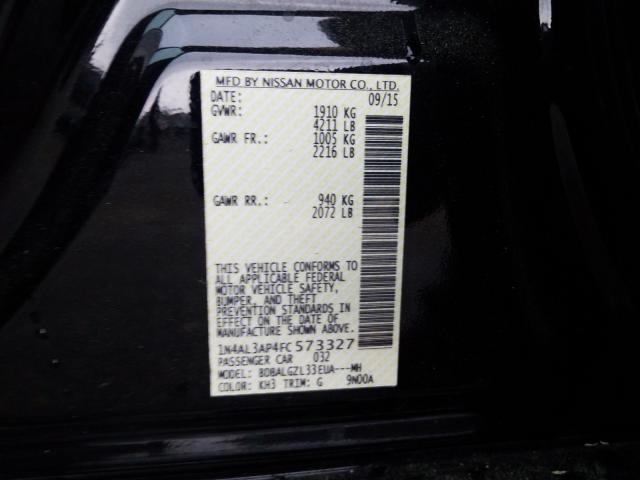 MFD BY NISSAN MOTOR CO., LTD.
DATE: 09/15
GVWR: 1910 KG
4211 LB
GAWR FR.: 1005 KG
2216 LB
GAWR RR.: 940 KG
2072 LB
THIS VEHICLE CONFORMS TO
ALL APPLICABLE FEDERAL
MOTOR VEHICLE SAFETY,
BUMPER, AND THEFT
PREVENTION STANDARDS IN
EFFECT ON THE DATE OF
MANUFACTURE SHOWN ABOVE.
1N4AL3AP4FC573327
PASSENGER CAR 032
MODEL: BDBALGZL33EUA---MH
COLOR: KH3 TRIM: G 9N00A